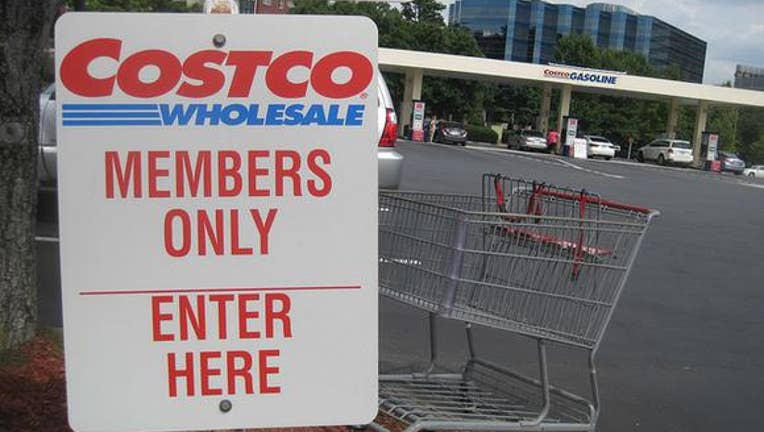 COSTCO
WHOLESALE
MEMBERS
ONLY
ENTER
HERE
COSTCO GASOLINE